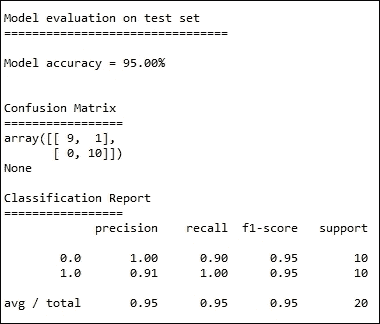 Model evaluation on test set
================================
Model accuracy = 95.00%
Confusion Matrix
=================
array([[ 9,  1],
       [ 0, 10]])
None
Classification Report
=================
             precision    recall  f1-score   support
        0.0       1.00      0.90      0.95        10
        1.0       0.91      1.00      0.95        10
avg / total       0.95      0.95      0.95        20